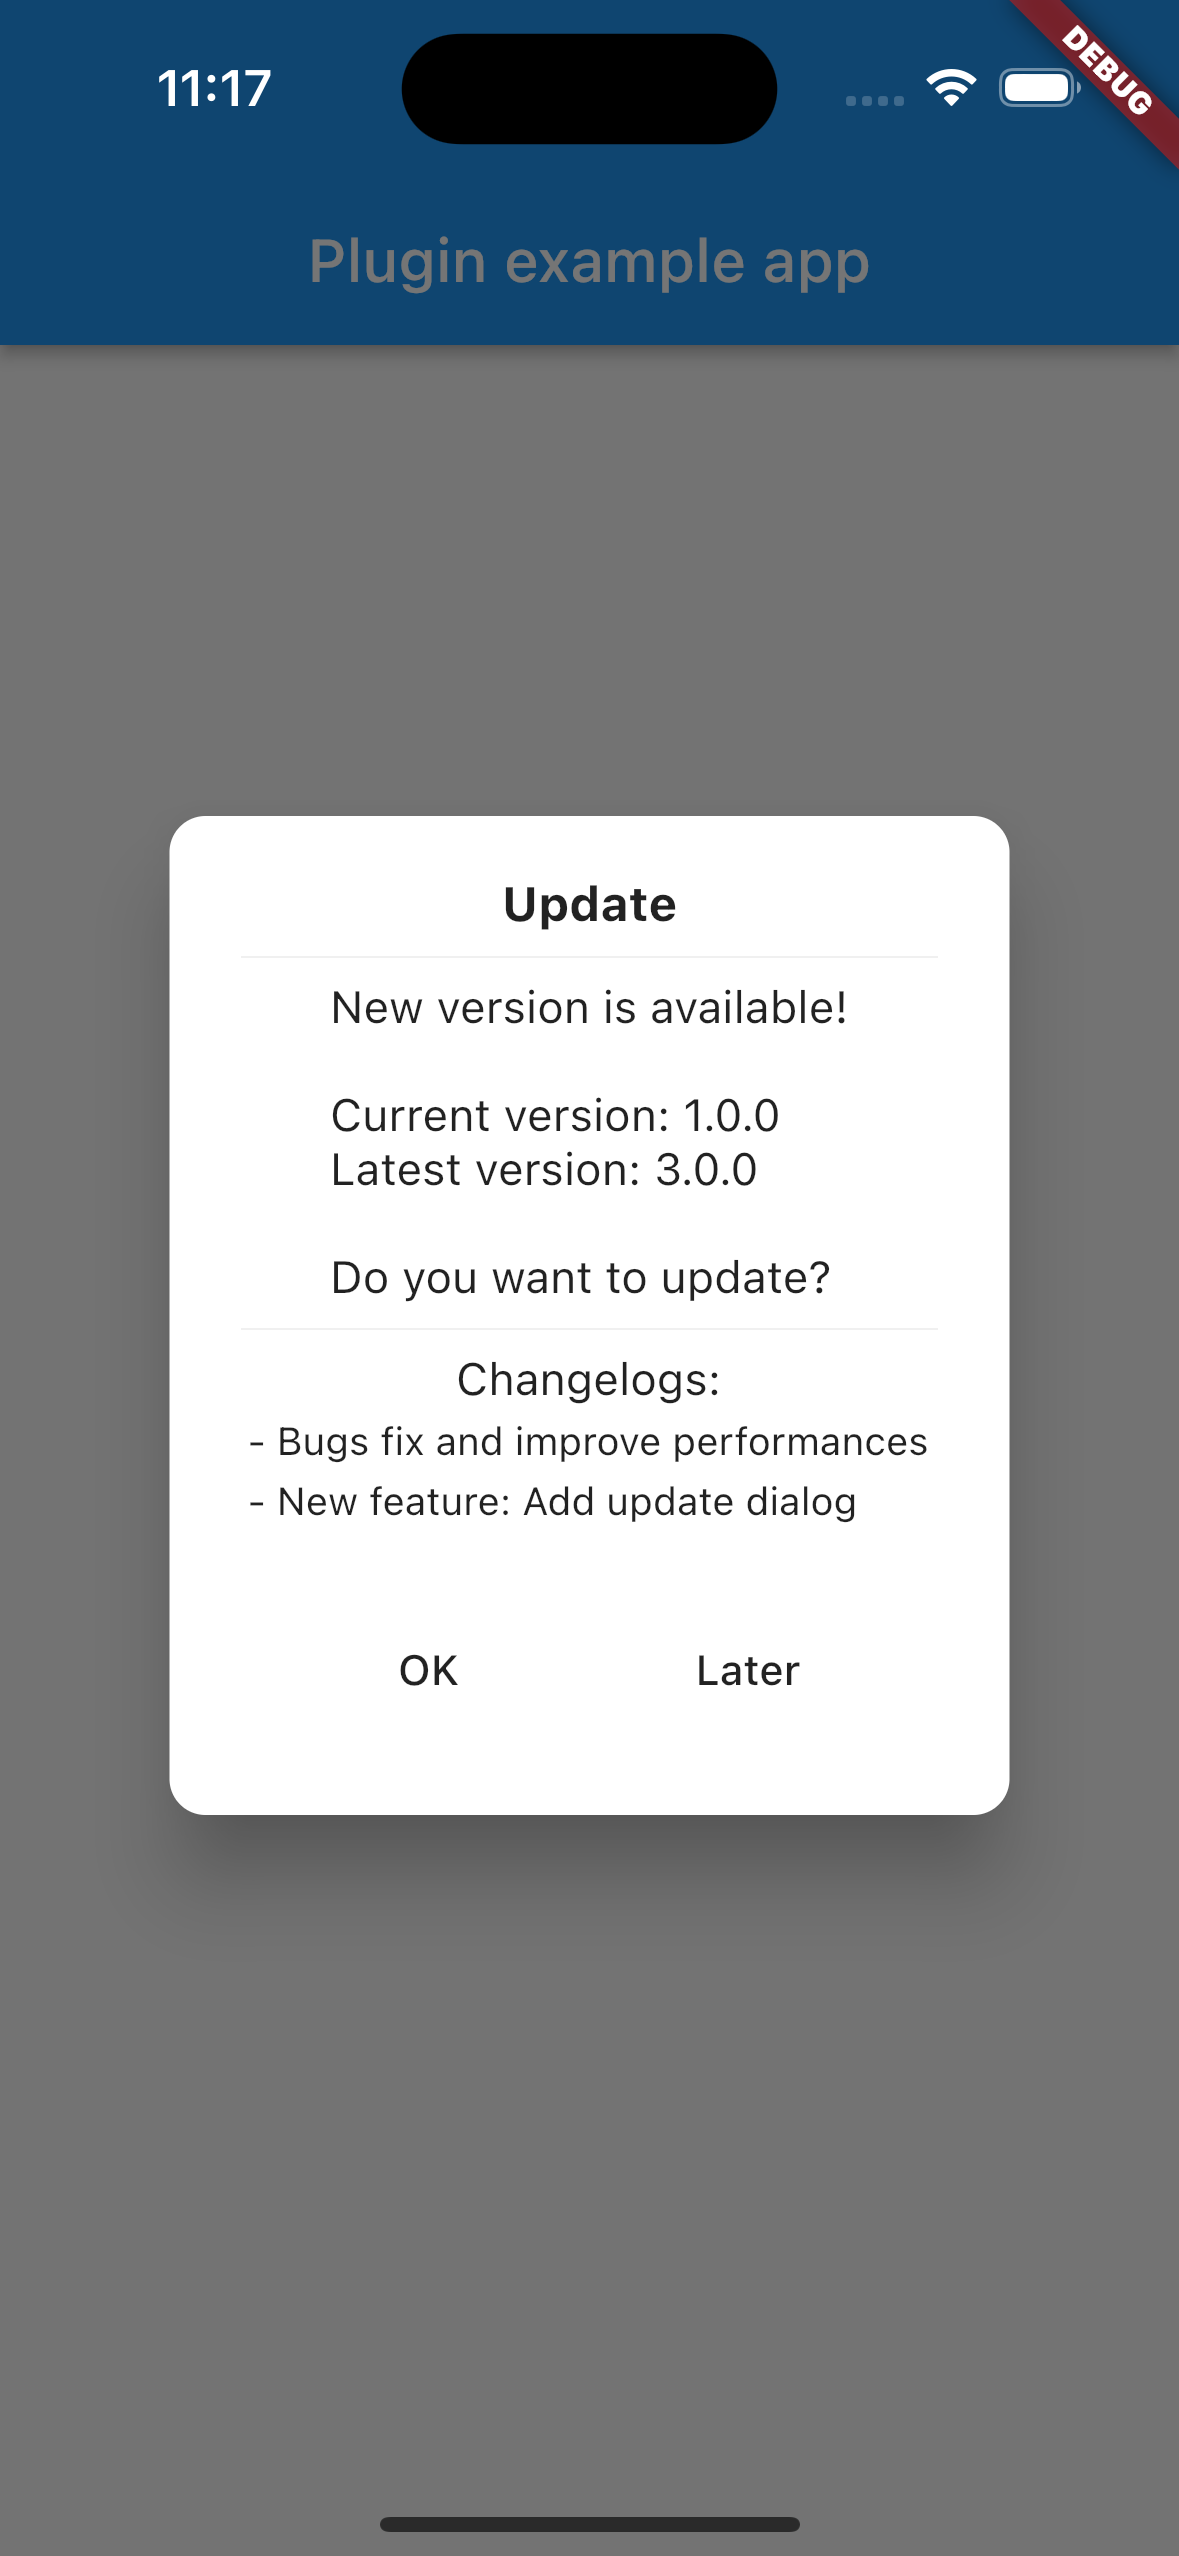 11:17
DEBUG
Plugin example app
Update
New version is available!
Current version: 1.0.0
Latest version: 3.0.0
Do you want to update?
Changelogs:
- Bugs fix and improve performances
- New feature: Add update dialog
OK Later